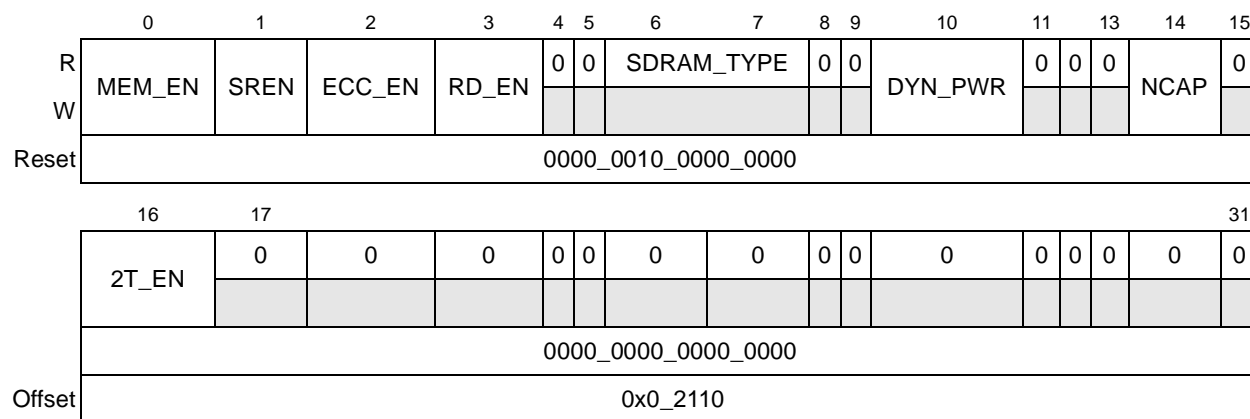 0 1 2 3 4 5 6 7 8 9 10 11 13 14 15
R MEM_EN SREN ECC_EN RD_EN 0 0 SDRAM_TYPE 0 0 DYN_PWR 0 0 0 NCAP 0
W
Reset 0000_0010_0000_0000
16 17 31
2T_EN 0 0 0 0 0 0 0 0 0 0 0 0 0 0 0
0000_0000_0000_0000
Offset 0x0_2110